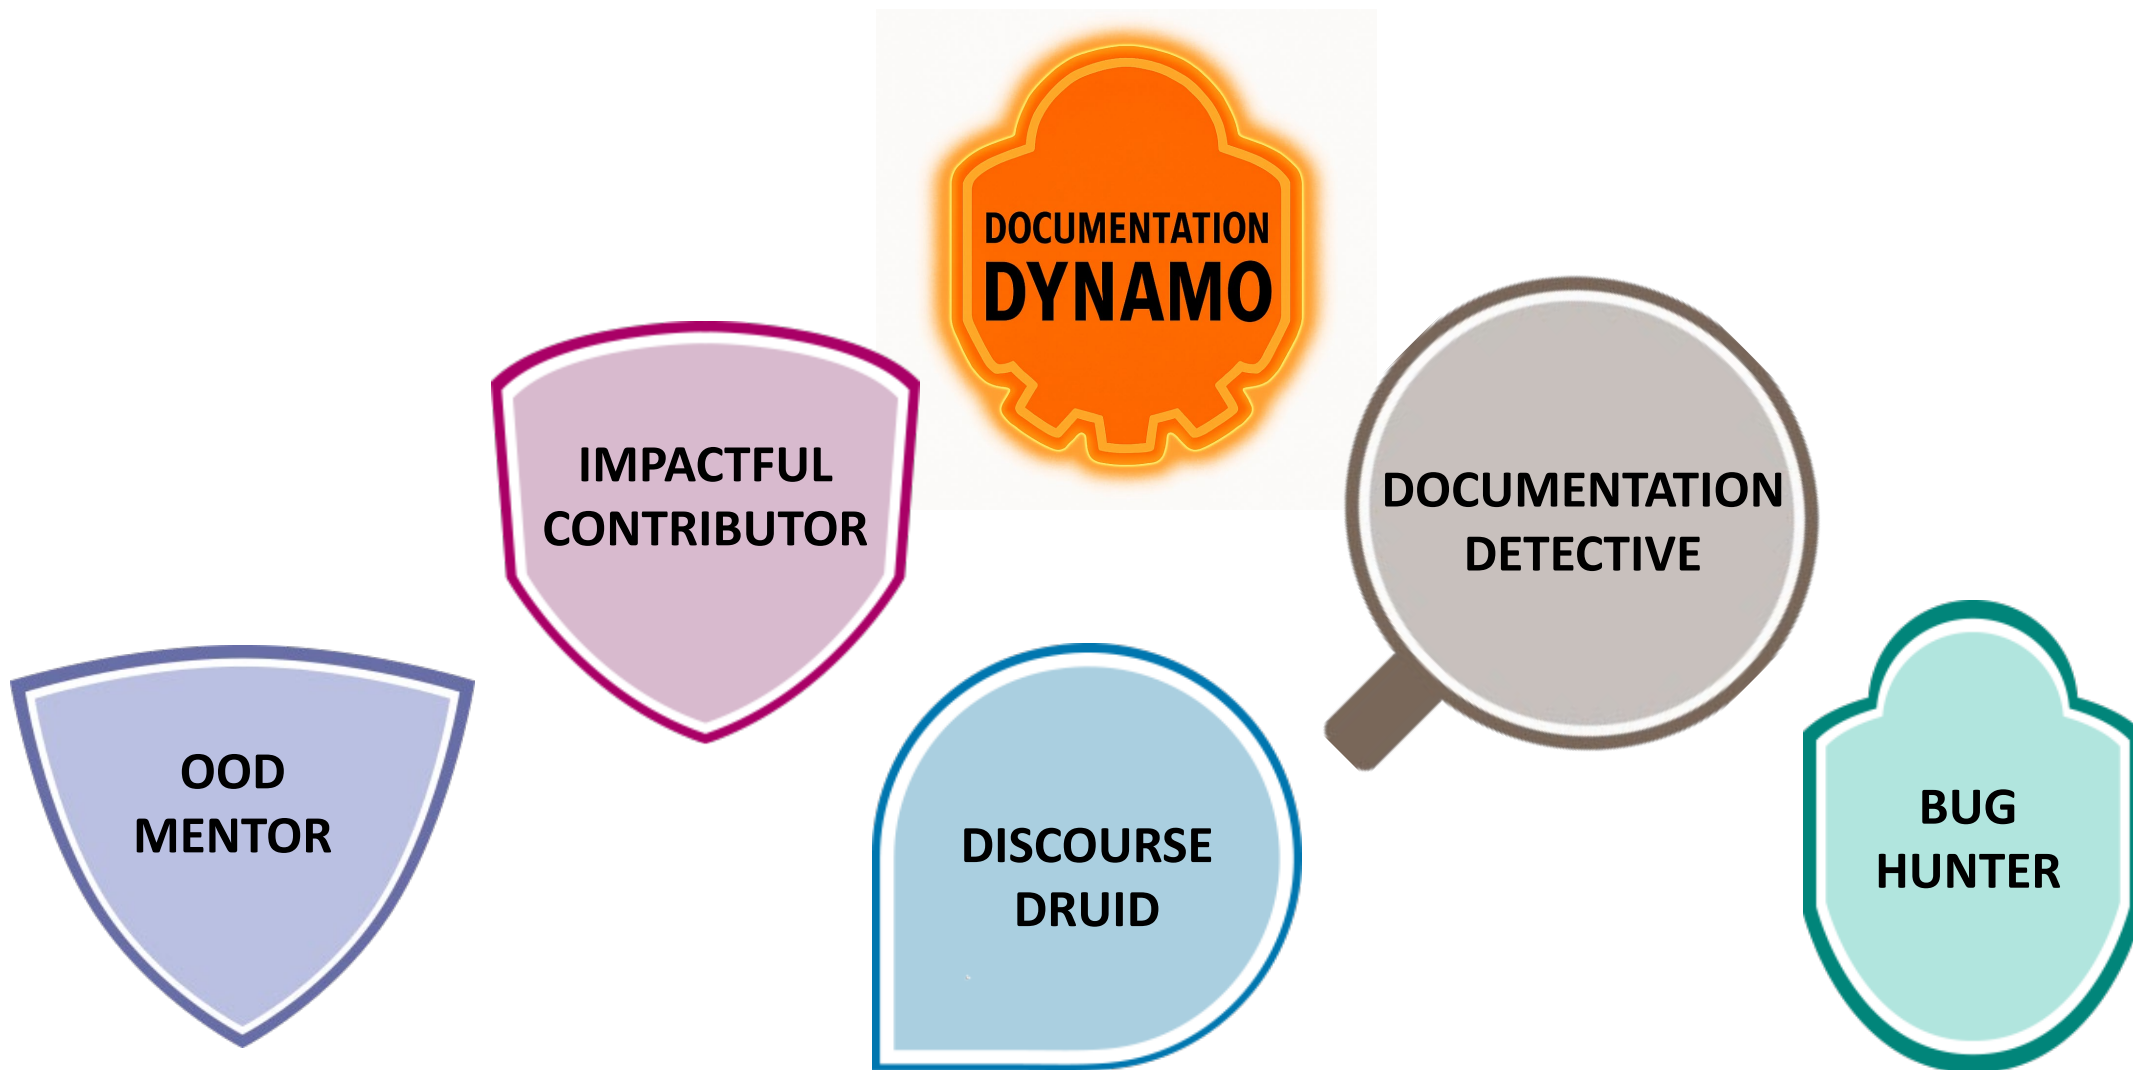 DOCUMENTATION
DYNAMO
IMPACTFUL
CONTRIBUTOR
DOCUMENTATION
DETECTIVE
OOD
MENTOR
DISCOURSE
DRUID
BUG
HUNTER